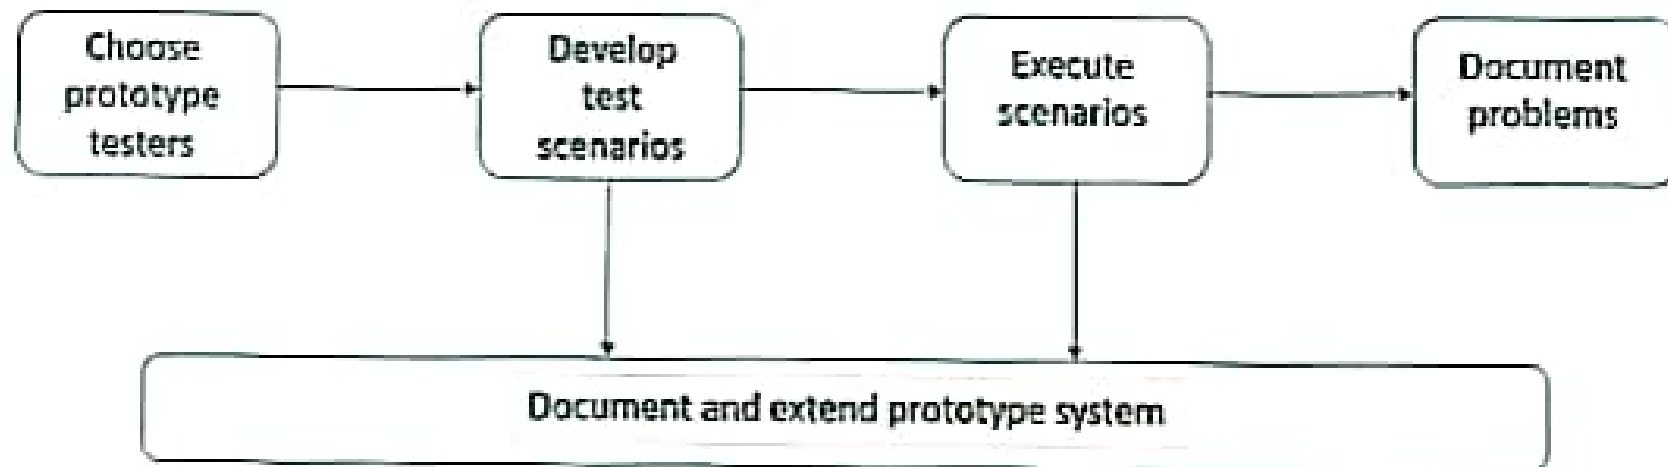 Choose
prototype
testers
Develop
test
scenarios
Execute
scenarios
Document
problems
Document and extend prototype system